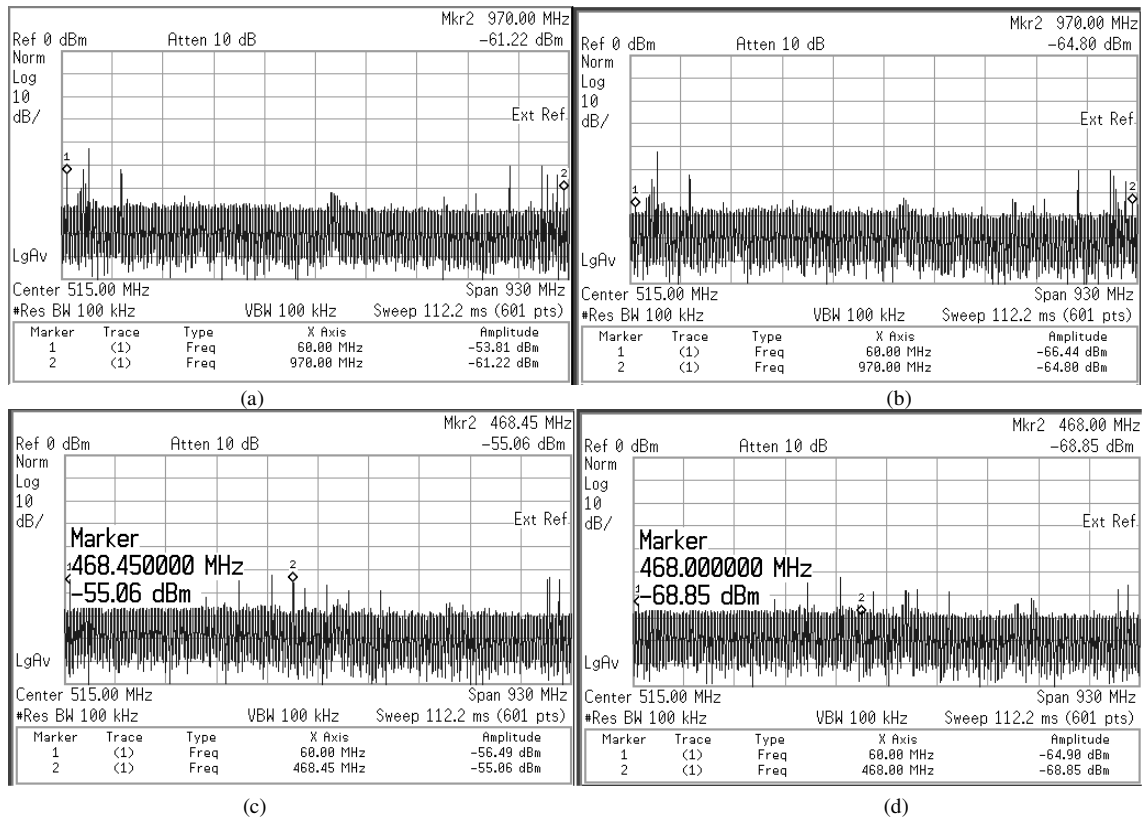 Mkr2 970.00 MHz
Ref 0 dBm Atten 10 dB -61.22 dBm
Norm
Log
10
dB/
Ext Ref
1
2
LgAv
Center 515.00 MHz Span 930 MHz
#Res BW 100 kHz VBW 100 kHz Sweep 112.2 ms (601 pts)
Marker Trace Type X Axis Amplitude
1 (1) Freq 60.00 MHz -53.81 dBm
2 (1) Freq 970.00 MHz -61.22 dBm
(a)
Mkr2 970.00 MHz
Ref 0 dBm Atten 10 dB -64.80 dBm
Norm
Log
10
dB/
Ext Ref
1
2
LgAv
Center 515.00 MHz Span 930 MHz
#Res BW 100 kHz VBW 100 kHz Sweep 112.2 ms (601 pts)
Marker Trace Type X Axis Amplitude
1 (1) Freq 60.00 MHz -66.44 dBm
2 (1) Freq 970.00 MHz -64.80 dBm
(b)
Mkr2 468.45 MHz
Ref 0 dBm Atten 10 dB -55.06 dBm
Norm
Log
10
dB/
Ext Ref
Marker
468.450000 MHz
-55.06 dBm
1
2
LgAv
Center 515.00 MHz Span 930 MHz
#Res BW 100 kHz VBW 100 kHz Sweep 112.2 ms (601 pts)
Marker Trace Type X Axis Amplitude
1 (1) Freq 60.00 MHz -56.49 dBm
2 (1) Freq 468.45 MHz -55.06 dBm
(c)
Mkr2 468.00 MHz
Ref 0 dBm Atten 10 dB -68.85 dBm
Norm
Log
10
dB/
Ext Ref
Marker
468.000000 MHz
-68.85 dBm
1
2
LgAv
Center 515.00 MHz Span 930 MHz
#Res BW 100 kHz VBW 100 kHz Sweep 112.2 ms (601 pts)
Marker Trace Type X Axis Amplitude
1 (1) Freq 60.00 MHz -64.90 dBm
2 (1) Freq 468.00 MHz -68.85 dBm
(d)